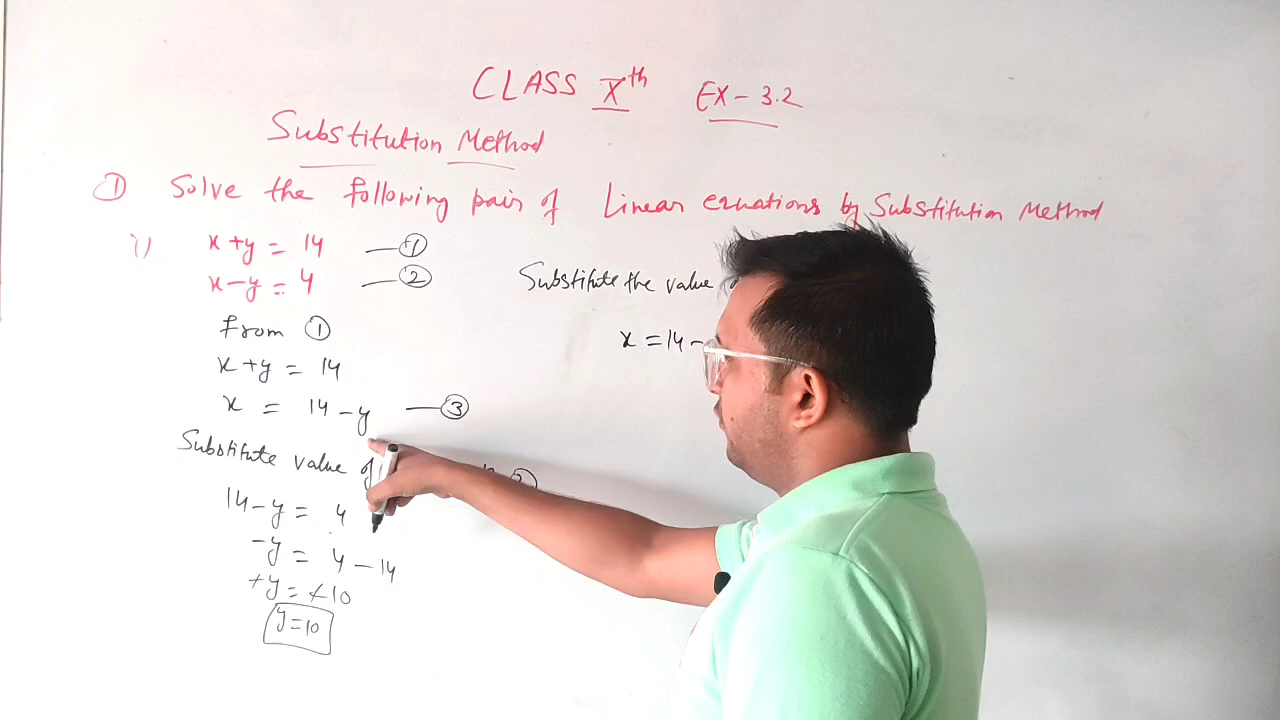 CLASS Xth EX-3.2
Substitution Method
① Solve the following pair of Linear equations by Substitution Method
i) x+y = 14 —①
x-y = 4 —②
From ①
x+y = 14
x = 14-y —③
Substitute value of
14-y = 4
-y = 4-14
+y = +10
y=10
Substitute the value
x = 14-